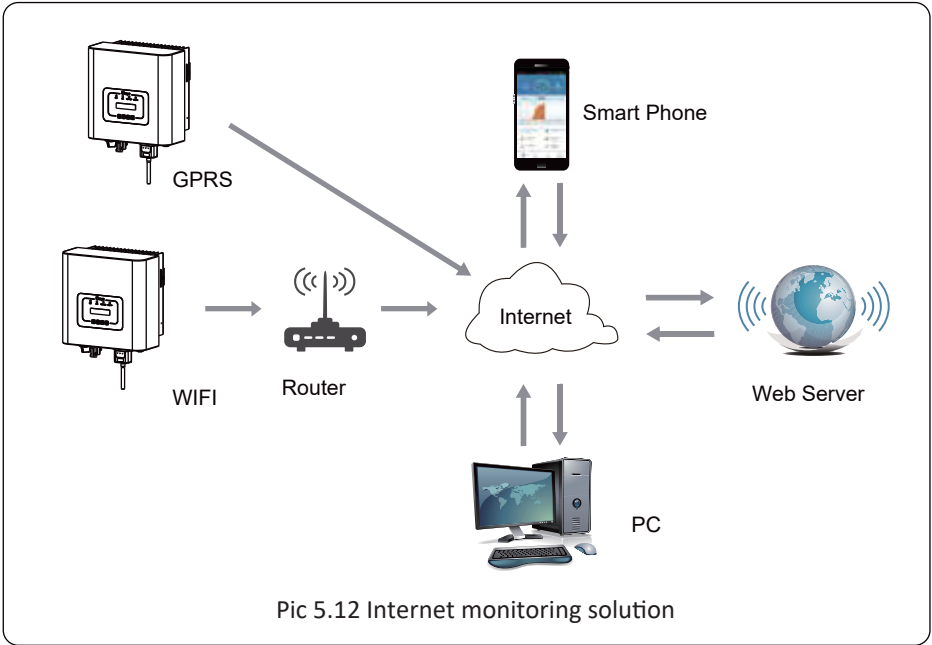 Smart Phone
GPRS
Internet
WIFI
Router
Web Server
PC
Pic 5.12 Internet monitoring solution